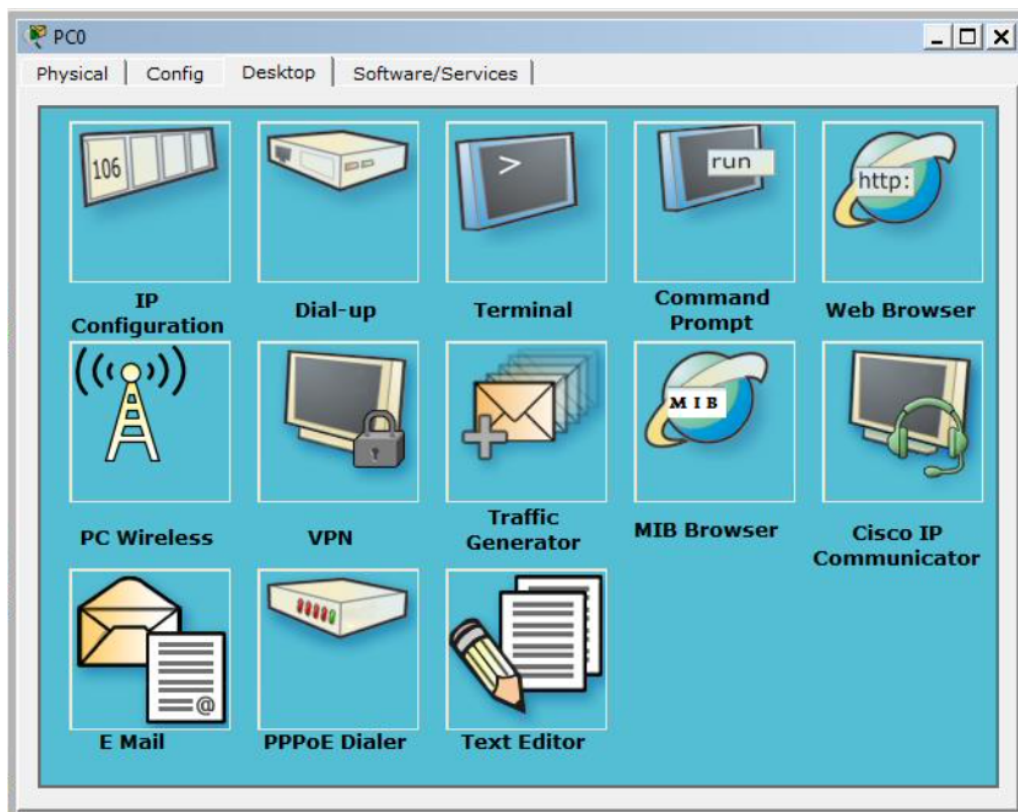 PC0
Physical Config Desktop Software/Services
106
>
run
http:
IP
Configuration
Dial-up
Terminal
Command
Prompt
Web Browser
MIB
PC Wireless
VPN
Traffic
Generator
MIB Browser
Cisco IP
Communicator
@
E Mail
PPPoE Dialer
Text Editor